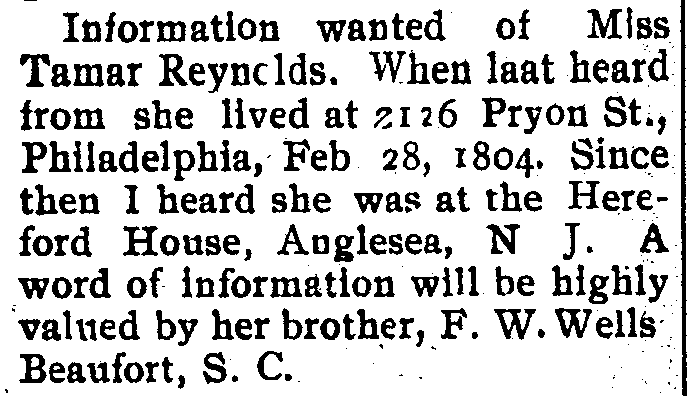 Information wanted of Miss
Tamar Reynclds. When laat heard
from she lived at 2126 Pryon St.,
Philadelphia, Feb 28, 1804. Since
then I heard she was at the Here-
ford House, Anglesea, N J. A
word of information will be highly
valued by her brother, F. W. Wells
Beaufort, S. C.